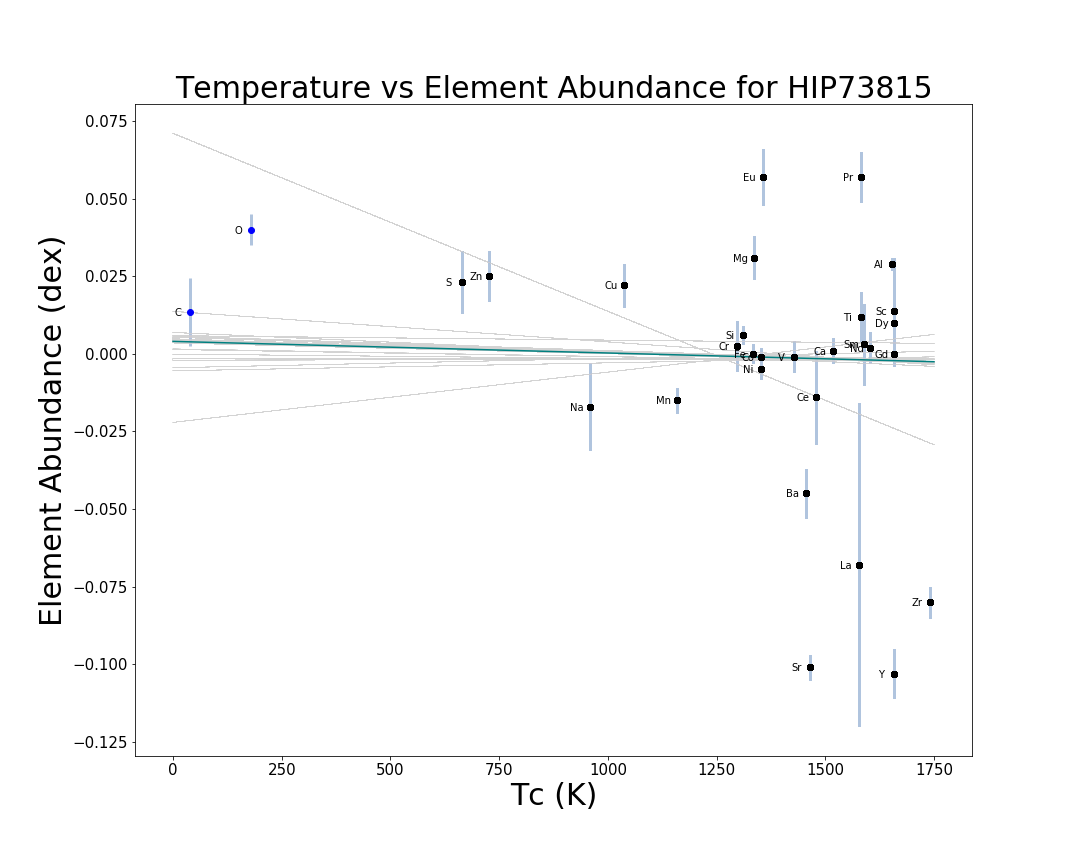 Temperature vs Element Abundance for HIP73815
Element Abundance (dex)
0.075
0.050
0.025
0.000
−0.025
−0.050
−0.075
−0.100
−0.125
Eu
Pr
O
Mg
Al
Zn
S
Cu
C
Sc
Ti
Dy
Si
Cr
Sm
Nd
Ca
Fe
Co
V
Gd
Ni
Ce
Mn
Na
Ba
La
Zr
Sr
Y
0
250
500
750
1000
1250
1500
1750
Tc (K)